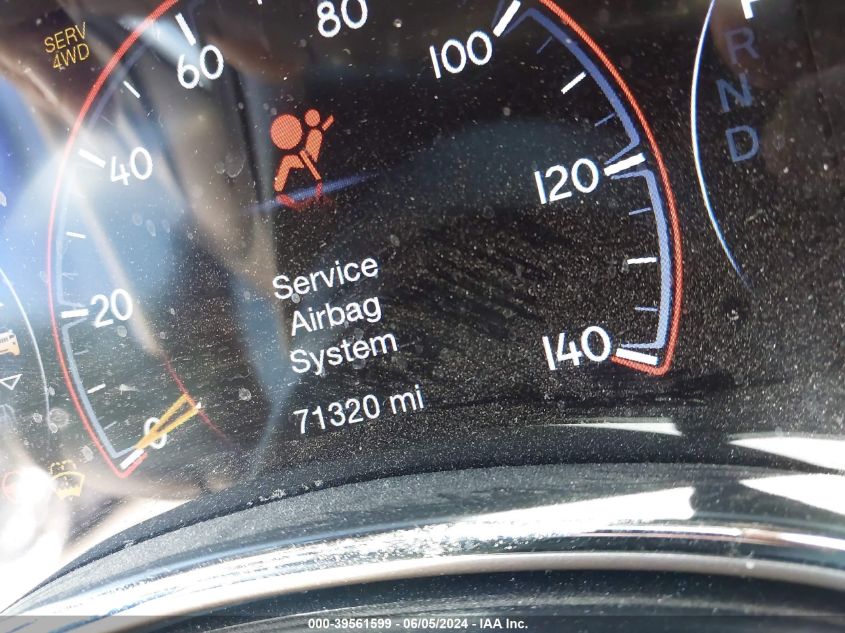 SERV
4WD
0
20
40
60
80
100
120
140
R
N
D
Service
Airbag
System
71320 mi
000-39561599 | 06/05/2024 - IAA Inc.